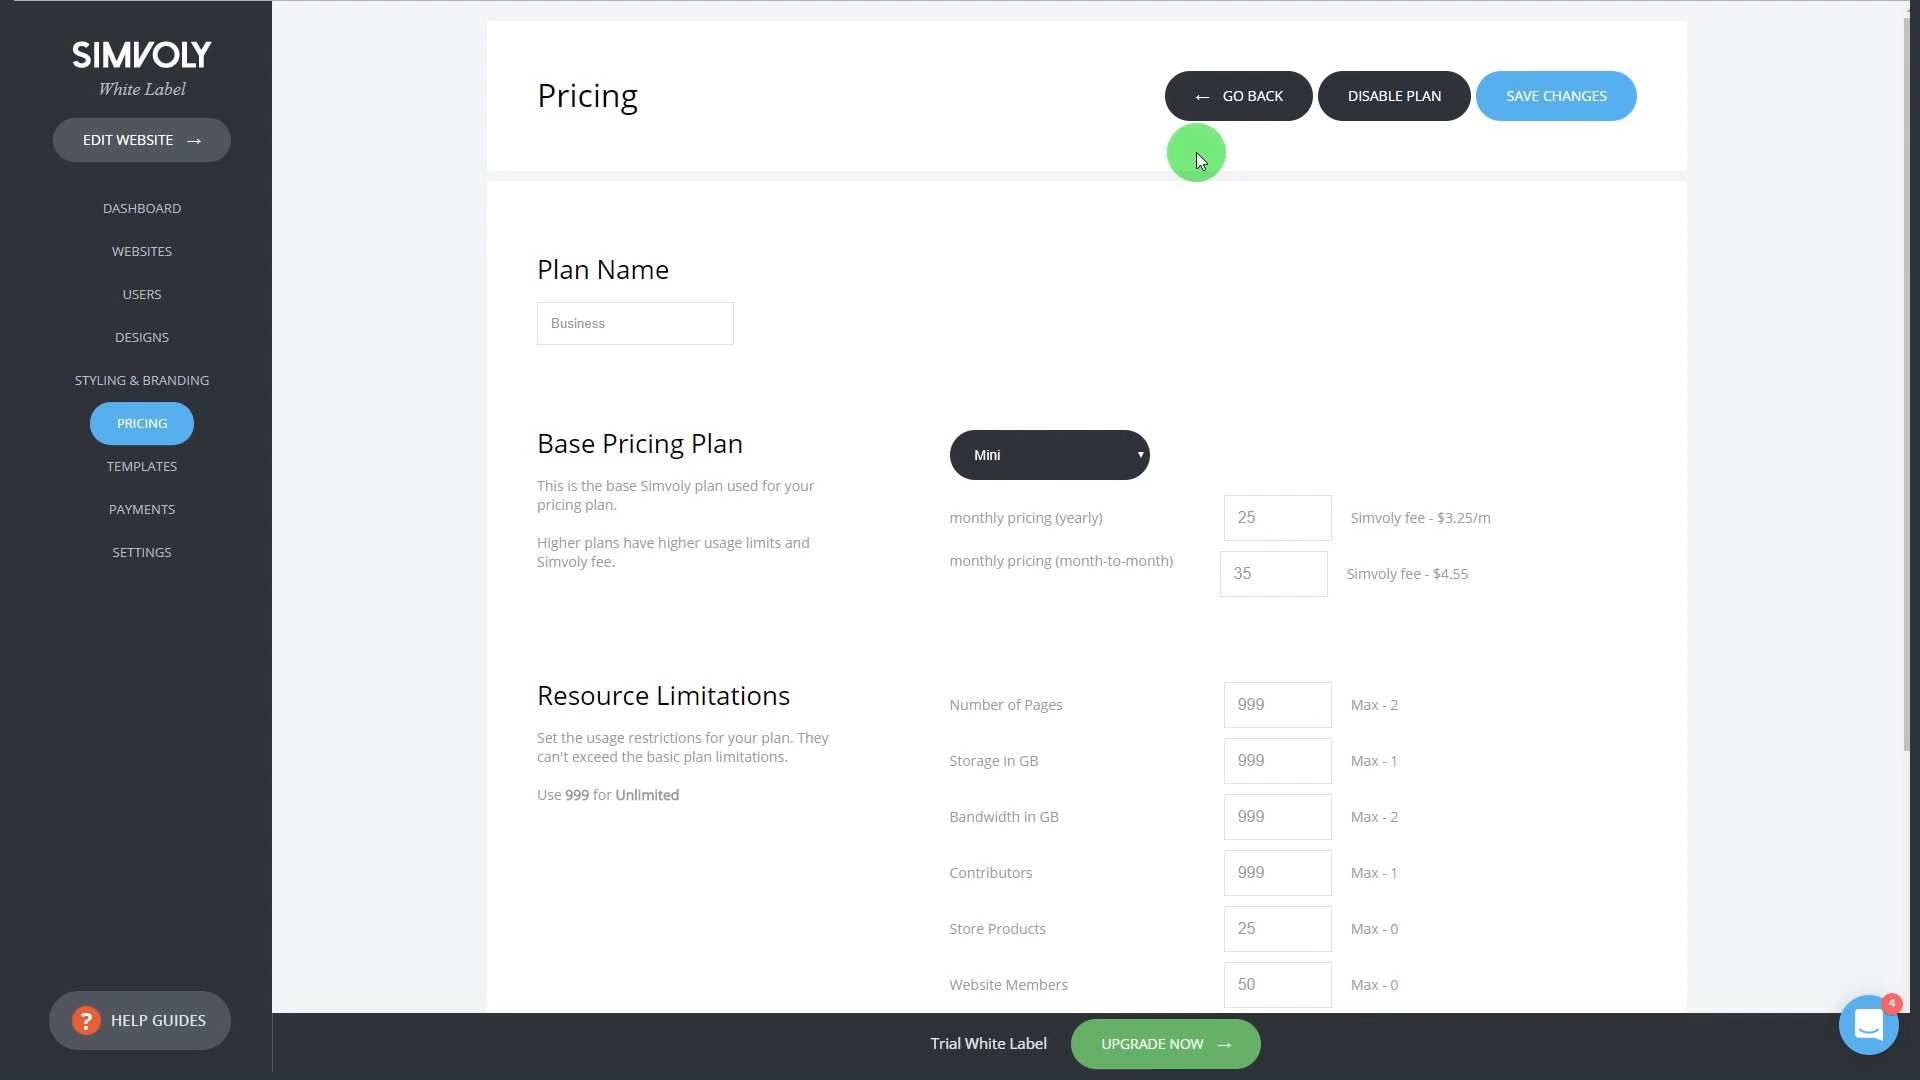 SIMVOLY
White Label
EDIT WEBSITE →
DASHBOARD
WEBSITES
USERS
DESIGNS
STYLING & BRANDING
PRICING
TEMPLATES
PAYMENTS
SETTINGS
? HELP GUIDES
Pricing
← GO BACK
DISABLE PLAN
SAVE CHANGES
Plan Name
Business
Base Pricing Plan
This is the base Simvoly plan used for your
pricing plan.
Higher plans have higher usage limits and
Simvoly fee.
Mini
monthly pricing (yearly) 25 Simvoly fee - $3.25/m
monthly pricing (month-to-month) 35 Simvoly fee - $4.55
Resource Limitations
Set the usage restrictions for your plan. They
can't exceed the basic plan limitations.
Use 999 for Unlimited
Number of Pages 999 Max - 2
Storage in GB 999 Max - 1
Bandwidth in GB 999 Max - 2
Contributors 999 Max - 1
Store Products 25 Max - 0
Website Members 50 Max - 0
Trial White Label
UPGRADE NOW →
4